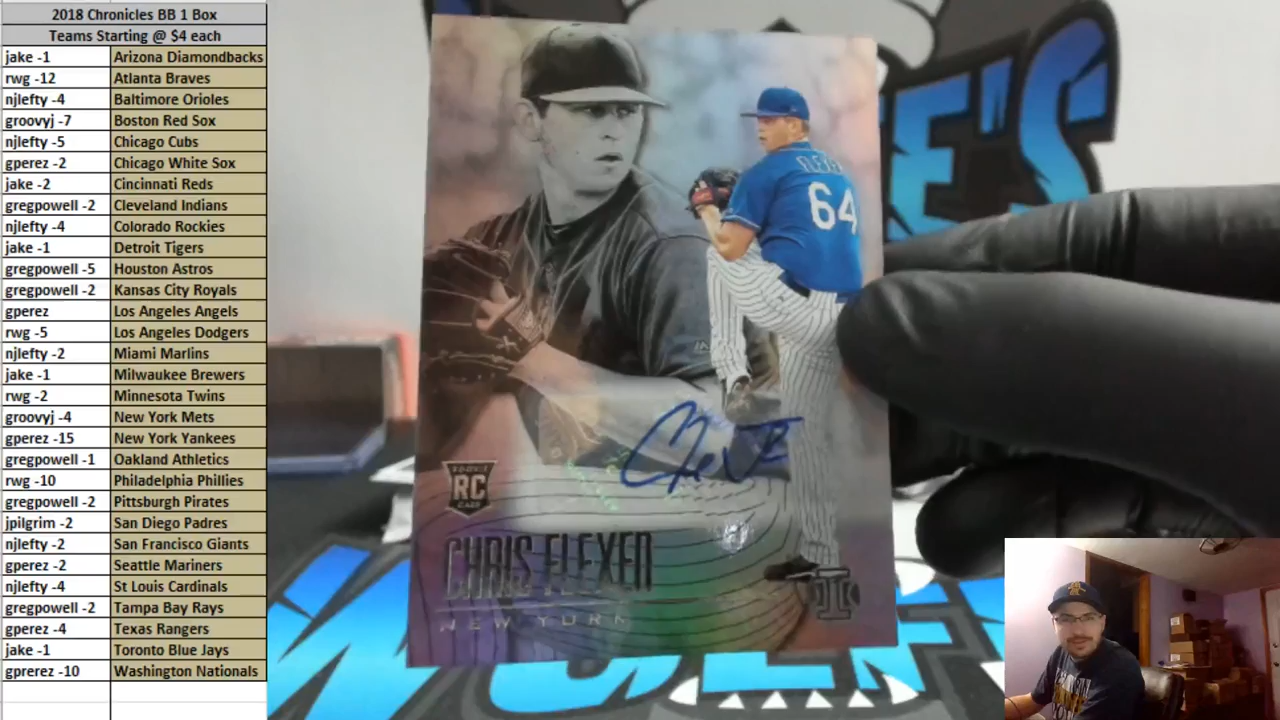 2018 Chronicles BB 1 Box
Teams Starting @ $4 each
jake -1 Arizona Diamondbacks
rwg -12 Atlanta Braves
njlefty -4 Baltimore Orioles
groovyj -7 Boston Red Sox
njlefty -5 Chicago Cubs
gperez -2 Chicago White Sox
jake -2 Cincinnati Reds
gregpowell -2 Cleveland Indians
njlefty -4 Colorado Rockies
jake -1 Detroit Tigers
gregpowell -5 Houston Astros
gregpowell -2 Kansas City Royals
gperez Los Angeles Angels
rwg -5 Los Angeles Dodgers
njlefty -2 Miami Marlins
jake -1 Milwaukee Brewers
rwg -2 Minnesota Twins
groovyj -4 New York Mets
gperez -15 New York Yankees
gregpowell -1 Oakland Athletics
rwg -10 Philadelphia Phillies
gregpowell -2 Pittsburgh Pirates
jpilgrim -2 San Diego Padres
njlefty -2 San Francisco Giants
gperez -2 Seattle Mariners
njlefty -4 St Louis Cardinals
gregpowell -2 Tampa Bay Rays
gperez -4 Texas Rangers
jake -1 Toronto Blue Jays
gprerez -10 Washington Nationals
FLEXEN
64
ROOKIE
RC
CARD
CHRIS FLEXEN
NEW YORK
E'S